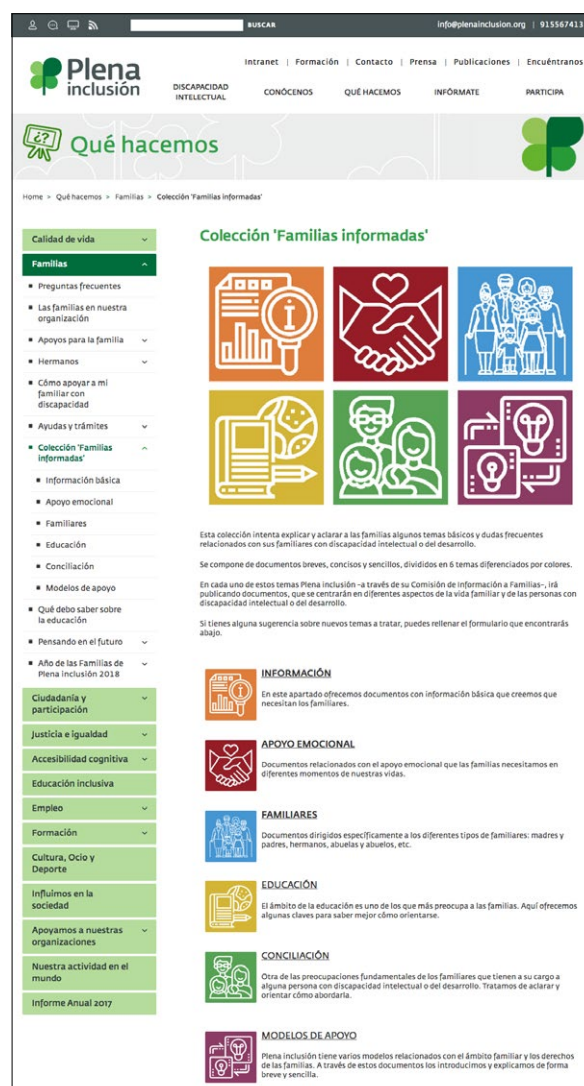 BUSCAR
info@plenainclusion.org | 915567413
Plena
inclusión
Intranet | Formación | Contacto | Prensa | Publicaciones | Encuéntranos
DISCAPACIDAD
INTELECTUAL
CONÓCENOS
QUÉ HACEMOS
INFÓRMATE
PARTICIPA
¿?
Qué hacemos
Home > Qué hacemos > Familias > Colección 'Familias informadas'
Calidad de vida
Familias
Preguntas frecuentes
Las familias en nuestra
organización
Apoyos para la familia
Hermanos
Cómo apoyar a mi
familiar con
discapacidad
Ayudas y trámites
Colección 'Familias
informadas'
Información básica
Apoyo emocional
Familiares
Educación
Conciliación
Modelos de apoyo
Qué debo saber sobre
la educación
Pensando en el futuro
Año de las Familias de
Plena inclusión 2018
Ciudadanía y
participación
Justicia e igualdad
Accesibilidad cognitiva
Educación inclusiva
Empleo
Formación
Cultura, Ocio y
Deporte
Influimos en la
sociedad
Apoyamos a nuestras
organizaciones
Nuestra actividad en el
mundo
Informe Anual 2017
Colección 'Familias informadas'
Esta colección intenta explicar y aclarar a las familias algunos temas básicos y dudas frecuentes
relacionados con sus familiares con discapacidad intelectual o del desarrollo.
Se compone de documentos breves, concisos y sencillos, divididos en 6 temas diferenciados por colores.
En cada uno de estos temas Plena inclusión -a través de su Comisión de Información a Familias-, irá
publicando documentos, que se centrarán en diferentes aspectos de la vida familiar y de las personas con
discapacidad intelectual o del desarrollo.
Si tienes alguna sugerencia sobre nuevos temas a tratar, puedes rellenar el formulario que encontrarás
abajo.
INFORMACIÓN
En este apartado ofrecemos documentos con información básica que creemos que
necesitan los familiares.
APOYO EMOCIONAL
Documentos relacionados con el apoyo emocional que las familias necesitamos en
diferentes momentos de nuestras vidas.
FAMILIARES
Documentos dirigidos específicamente a los diferentes tipos de familiares: madres y
padres, hermanos, abuelas y abuelos, etc.
EDUCACIÓN
El ámbito de la educación es uno de los que más preocupa a las familias. Aquí ofrecemos
algunas claves para saber mejor cómo orientarse.
CONCILIACIÓN
Otra de las preocupaciones fundamentales de los familiares que tienen a su cargo a
alguna persona con discapacidad intelectual o del desarrollo. Tratamos de aclarar y
orientar cómo abordarla.
MODELOS DE APOYO
Plena inclusión tiene varios modelos relacionados con el ámbito familiar y los derechos
de las familias. A través de estos documentos los introducimos y explicamos de forma
breve y sencilla.